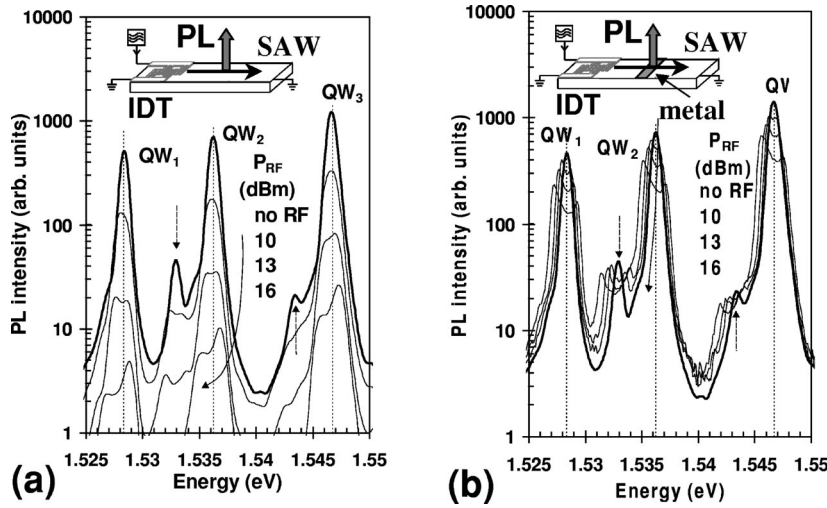 10000
1000
100
10
1
PL intensity (arb. units)
PL
SAW
IDT
QW1
QW2
QW3
PRF
(dBm)
no RF
10
13
16
1.525 1.53 1.535 1.54 1.545 1.55
Energy (eV)
(a)
10000
1000
100
10
1
PL intensity (arb. units)
PL
SAW
IDT
metal
QW1
QW2
QV
PRF
(dBm)
no RF
10
13
16
1.525 1.53 1.535 1.54 1.545 1.55
Energy (eV)
(b)